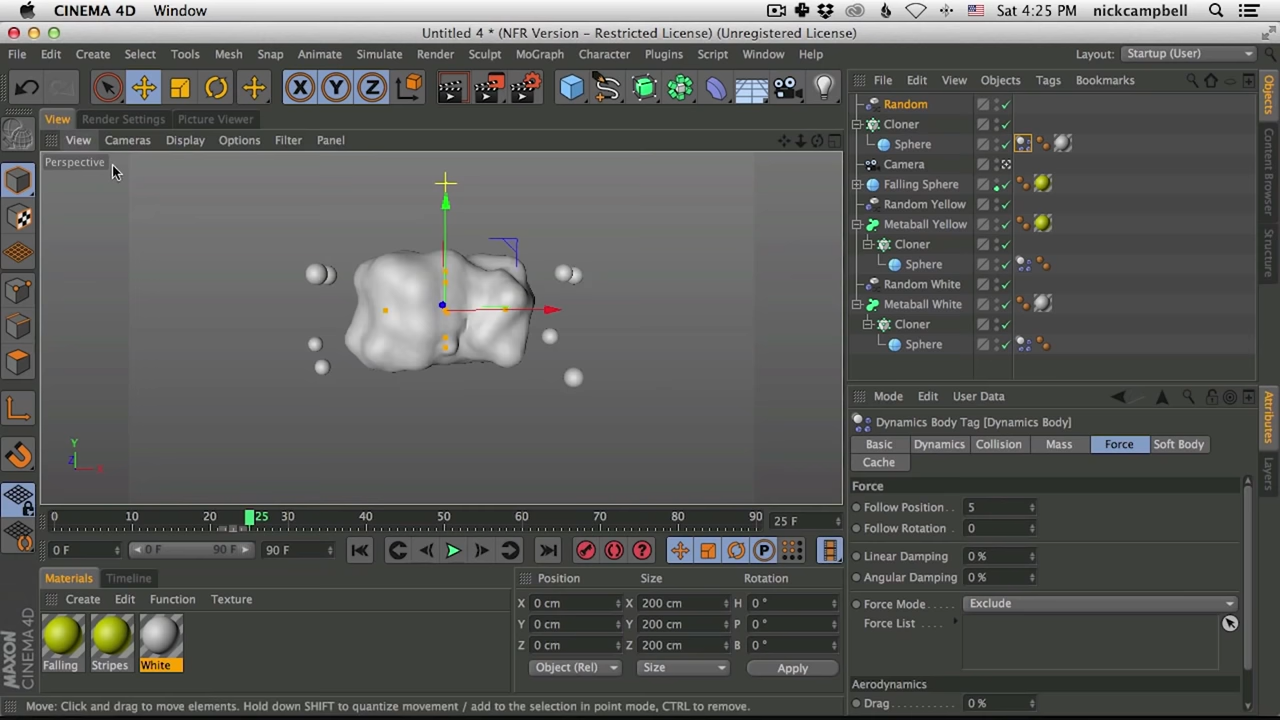 CINEMA 4D Window Sat 4:25 PM nickcampbell
Untitled 4 * (NFR Version - Restricted License) (Unregistered License)
File Edit Create Select Tools Mesh Snap Animate Simulate Render Sculpt MoGraph Character Plugins Script Window Help Layout: Startup (User)
X Y Z
File Edit View Objects Tags Bookmarks
View Render Settings Picture Viewer
View Cameras Display Options Filter Panel
Perspective
Random
Cloner
Sphere
Camera
Falling Sphere
Random Yellow
Metaball Yellow
Cloner
Sphere
Random White
Metaball White
Cloner
Sphere
Objects
Content Browser
Structure
Mode Edit User Data
Dynamics Body Tag [Dynamics Body]
Basic Dynamics Collision Mass Force Soft Body
Cache
Force
Follow Position 5
Follow Rotation 0
Linear Damping 0 %
Angular Damping 0 %
Force Mode Exclude
Force List
Aerodynamics
Drag 0 %
Attributes
Layers
Y
Z
X
0 10 20 25 30 40 50 60 70 80 90 25 F
0 F 0 F 90 F 90 F P
Materials Timeline
Create Edit Function Texture
Falling Stripes White
Position Size Rotation
X 0 cm X 200 cm H 0 °
Y 0 cm Y 200 cm P 0 °
Z 0 cm Z 200 cm B 0 °
Object (Rel) Size Apply
MAXON CINEMA 4D
Move: Click and drag to move elements. Hold down SHIFT to quantize movement / add to the selection in point mode, CTRL to remove.